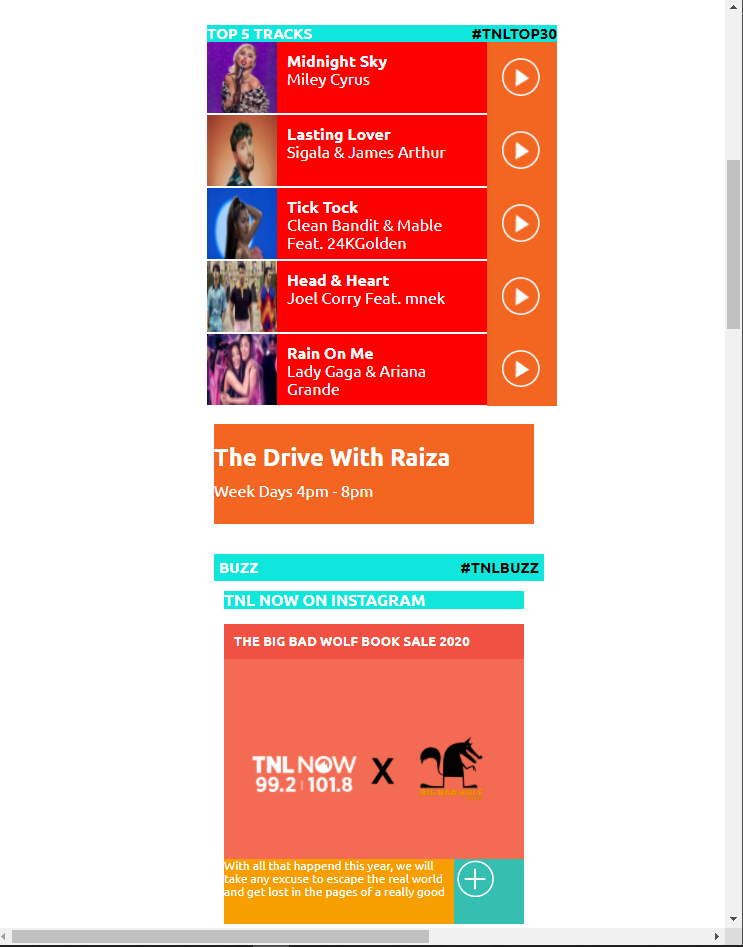 TOP 5 TRACKS #TNLTOP30
Midnight Sky
Miley Cyrus
Lasting Lover
Sigala & James Arthur
Tick Tock
Clean Bandit & Mable
Feat. 24KGolden
Head & Heart
Joel Corry Feat. mnek
Rain On Me
Lady Gaga & Ariana
Grande
The Drive With Raiza
Week Days 4pm - 8pm
BUZZ #TNLBUZZ
TNL NOW ON INSTAGRAM
THE BIG BAD WOLF BOOK SALE 2020
TNL NOW X
99.2 | 101.8
BIG BAD WOLF
With all that happend this year, we will
take any excuse to escape the real world
and get lost in the pages of a really good